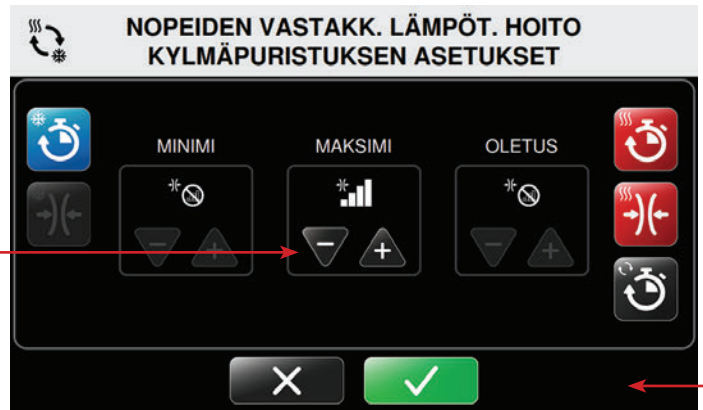 NOPEIDEN VASTAKK. LÄMPÖT. HOITO
KYLMÄPURISTUKSEN ASETUKSET
MINIMI
MAKSIMI
OLETUS